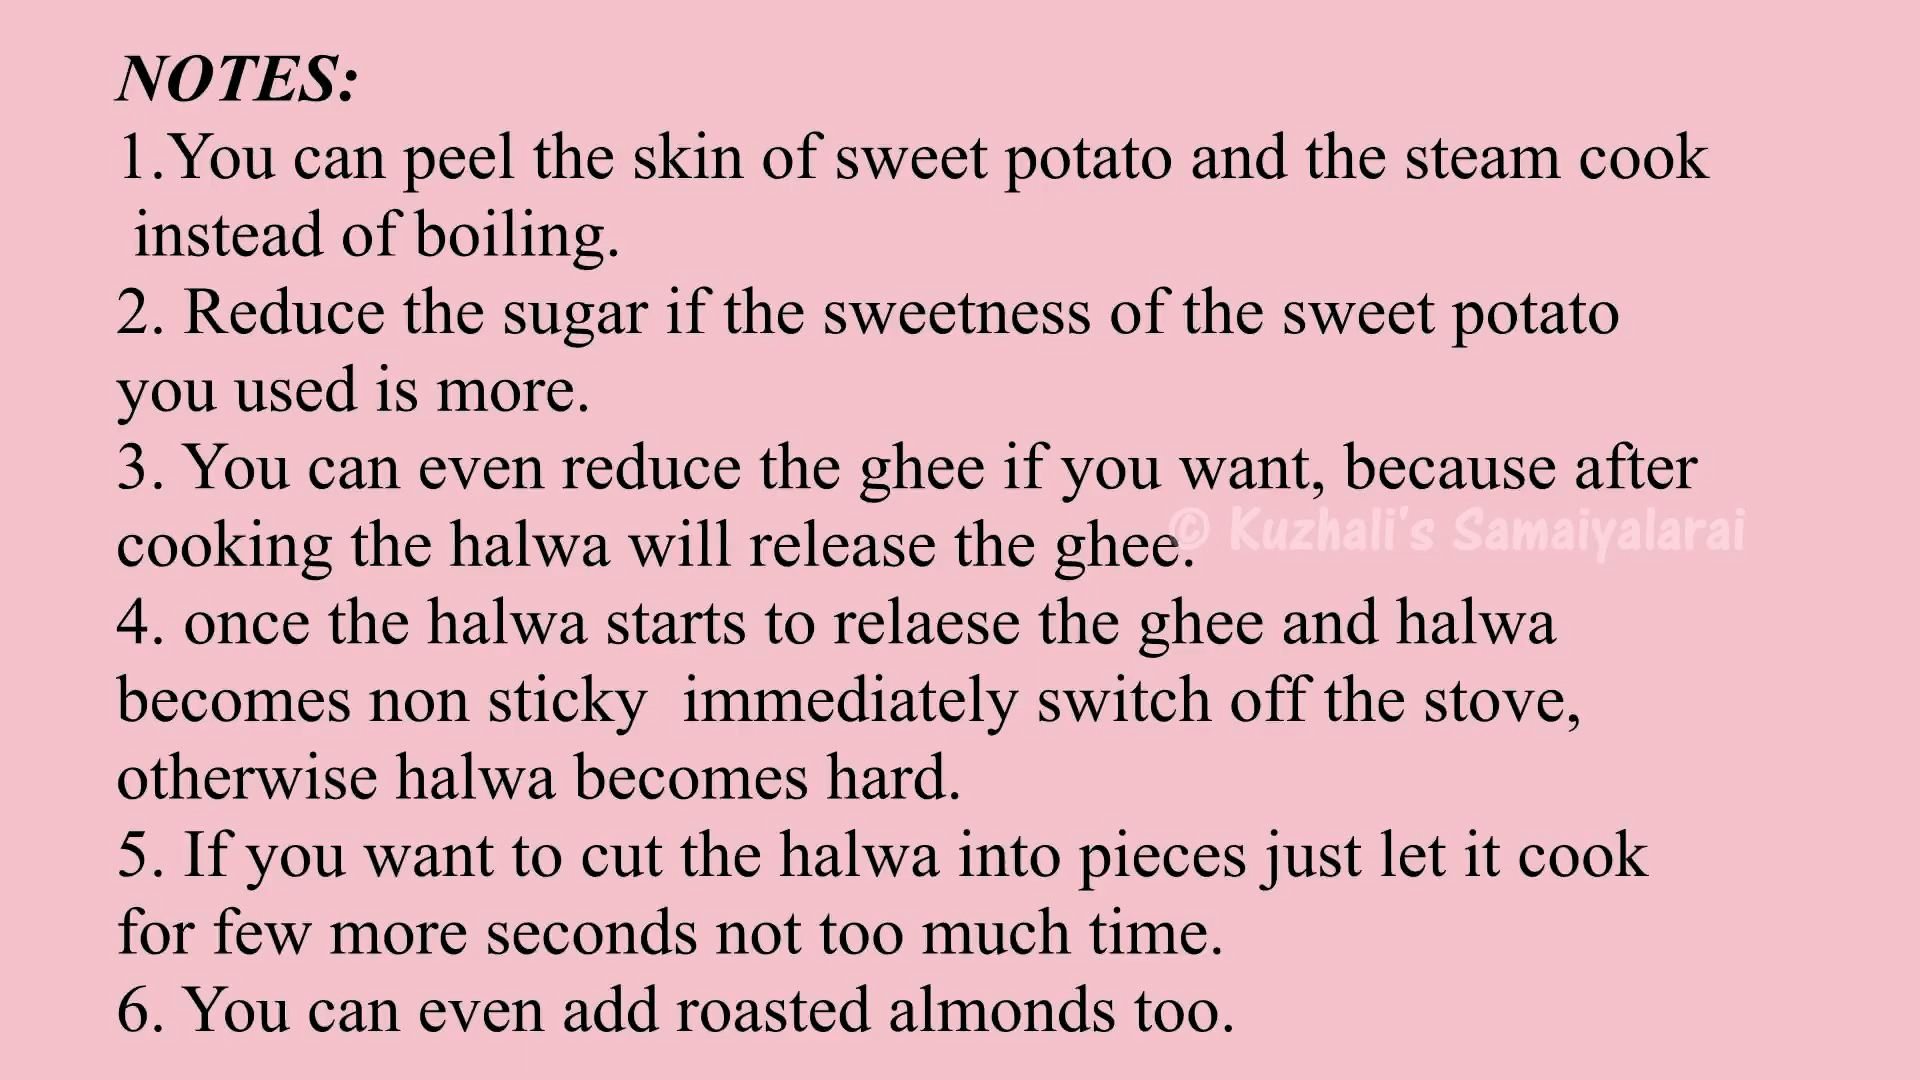 NOTES:
1.You can peel the skin of sweet potato and the steam cook
instead of boiling.
2. Reduce the sugar if the sweetness of the sweet potato
you used is more.
3. You can even reduce the ghee if you want, because after
cooking the halwa will release the ghee.
© Kuzhali's Samaiyalarai
4. once the halwa starts to relaese the ghee and halwa
becomes non sticky  immediately switch off the stove,
otherwise halwa becomes hard.
5. If you want to cut the halwa into pieces just let it cook
for few more seconds not too much time.
6. You can even add roasted almonds too.